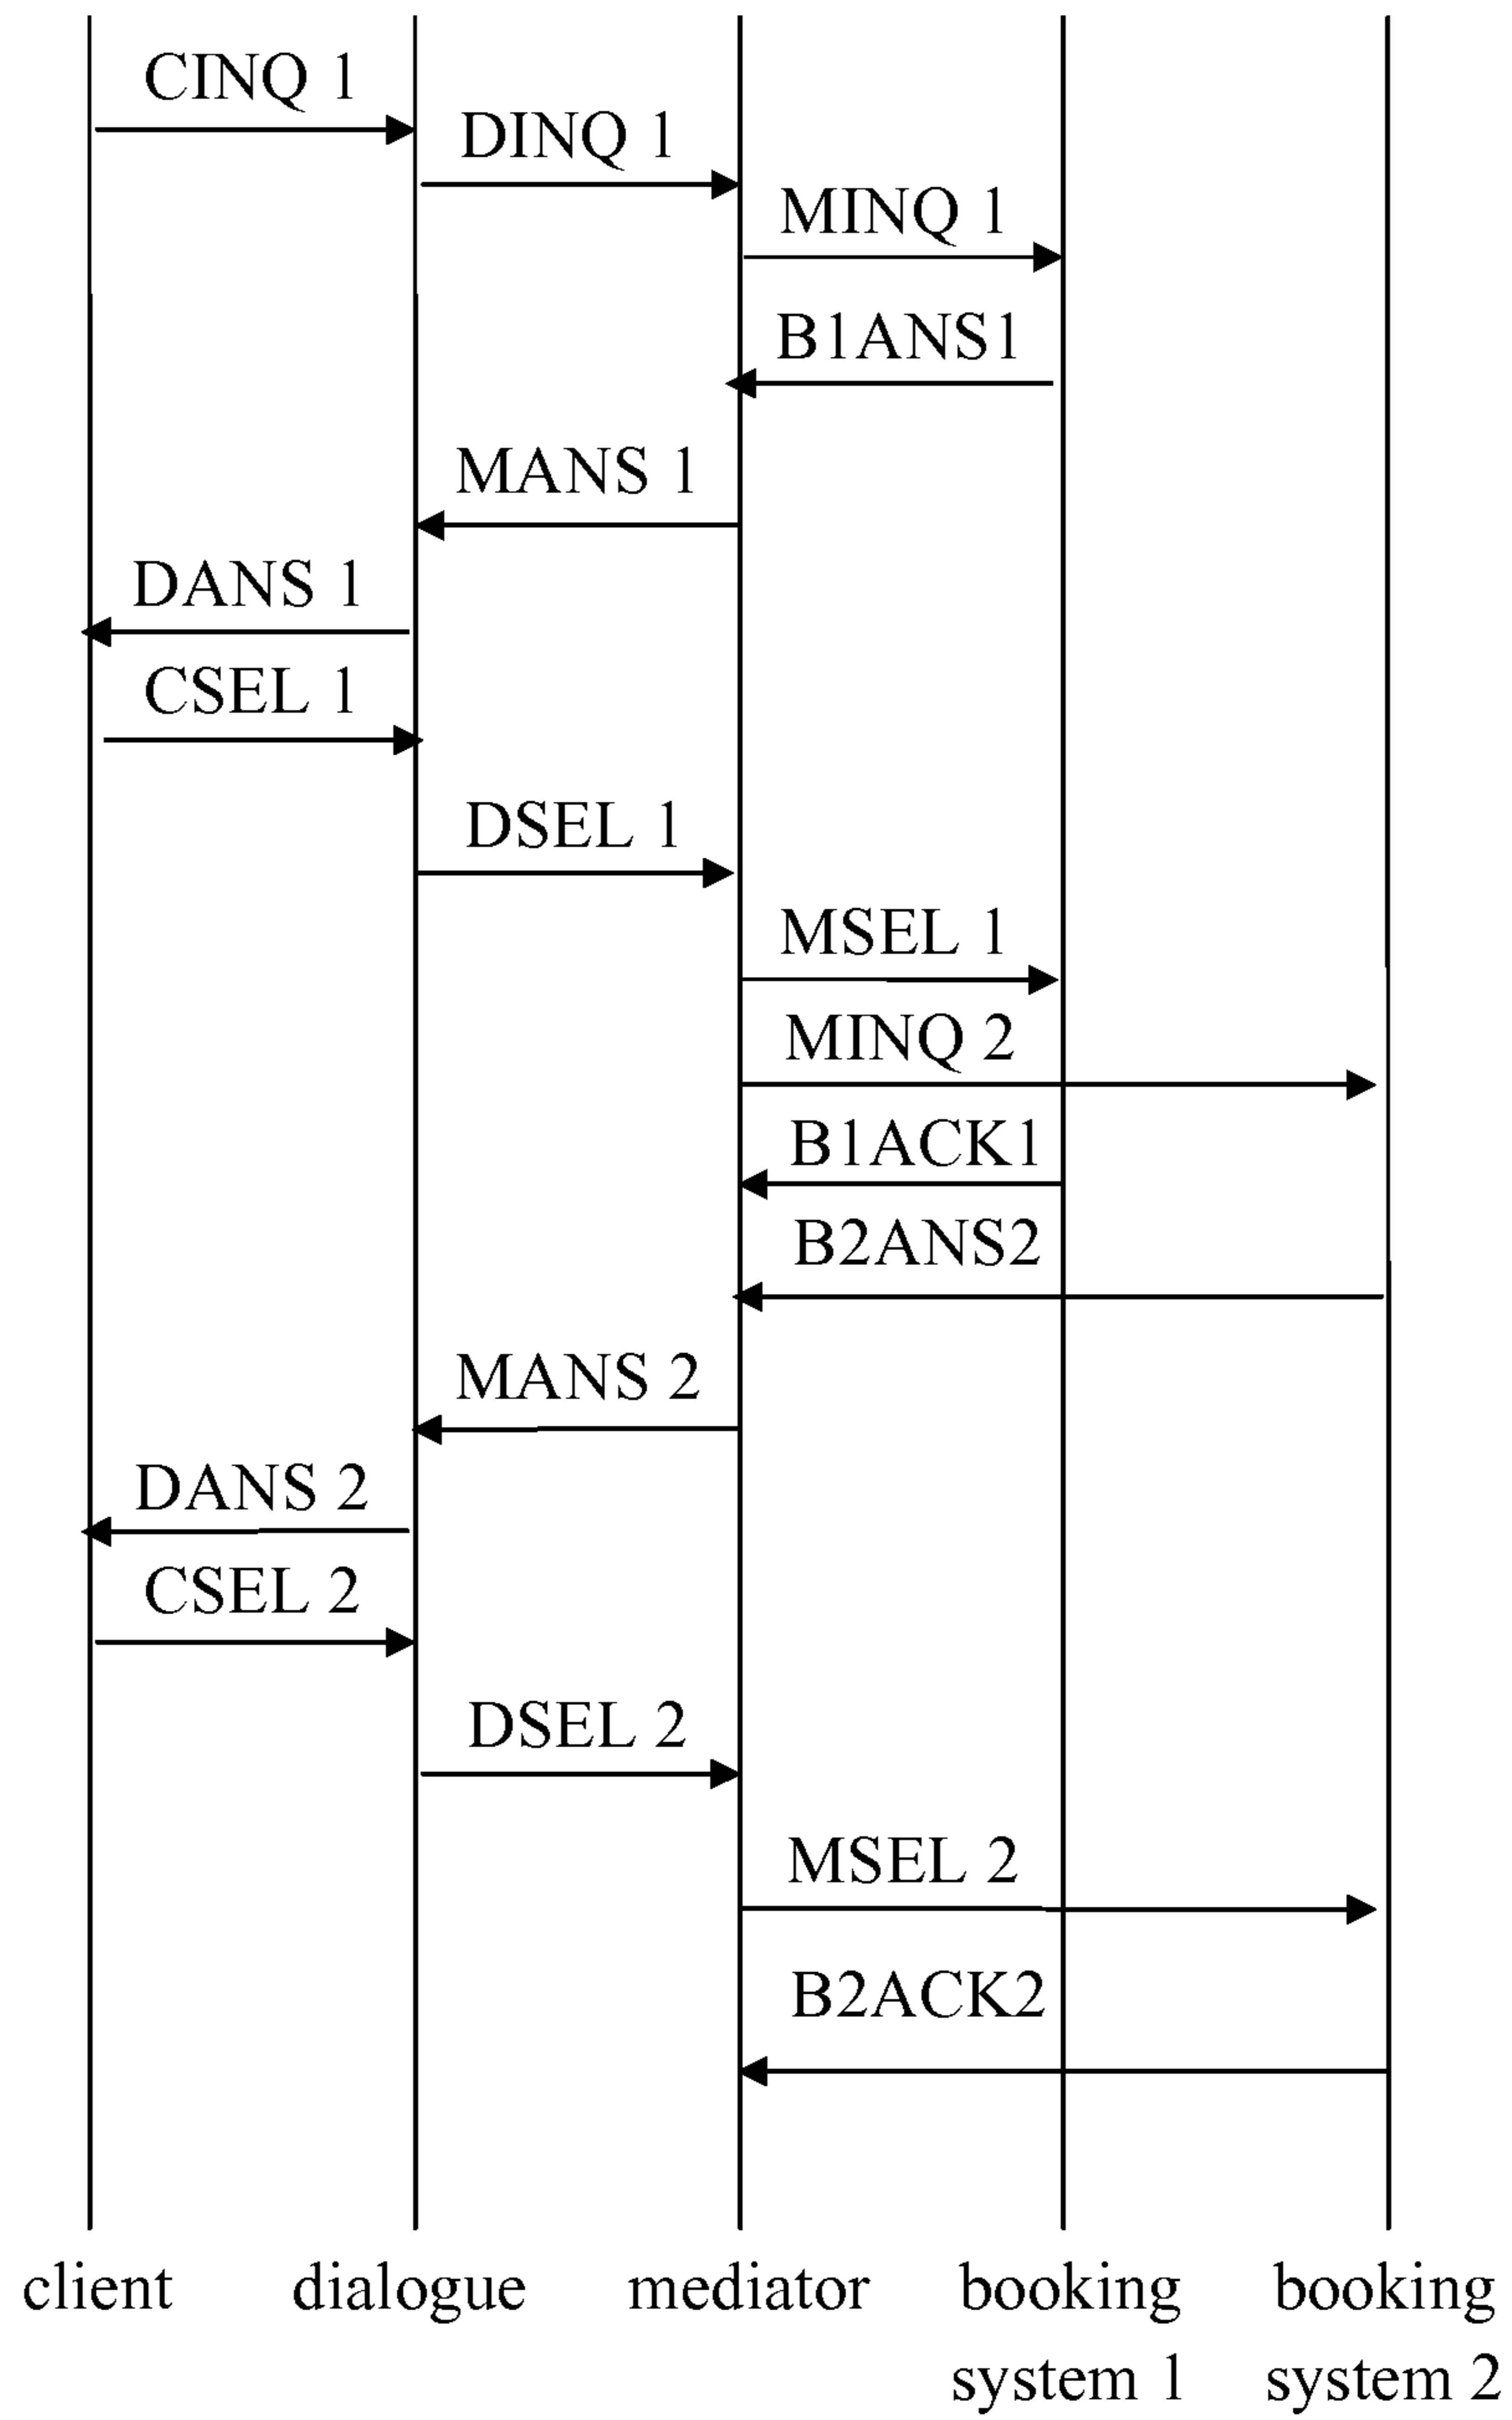 CINQ 1
DINQ 1
MINQ 1
B1ANS1
MANS 1
DANS 1
CSEL 1
DSEL 1
MSEL 1
MINQ 2
B1ACK1
B2ANS2
MANS 2
DANS 2
CSEL 2
DSEL 2
MSEL 2
B2ACK2
client
dialogue
mediator
booking
system 1
booking
system 2